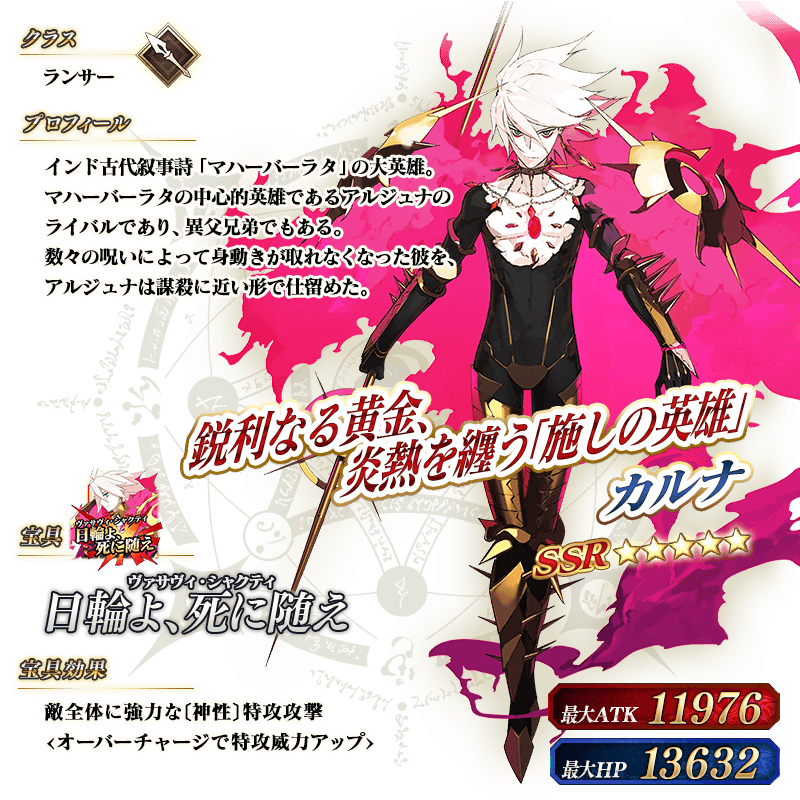 クラス
ランサー
プロフィール
インド古代叙事詩「マハーバーラタ」の大英雄。
マハーバーラタの中心的英雄であるアルジュナの
ライバルであり、異父兄弟でもある。
数々の呪いによって身動きが取れなくなった彼を、
アルジュナは謀殺に近い形で仕留めた。
鋭利なる黄金、
炎熱を纏う「施しの英雄」
カルナ
SSR ★★★★★
宝具
ヴァサヴィ・シャクティ
日輪よ、
死に随え
ヴァサヴィ・シャクティ
日輪よ、死に随え
宝具効果
敵全体に強力な〔神性〕特攻攻撃
<オーバーチャージで特攻威力アップ>
最大ATK 11976
最大HP 13632